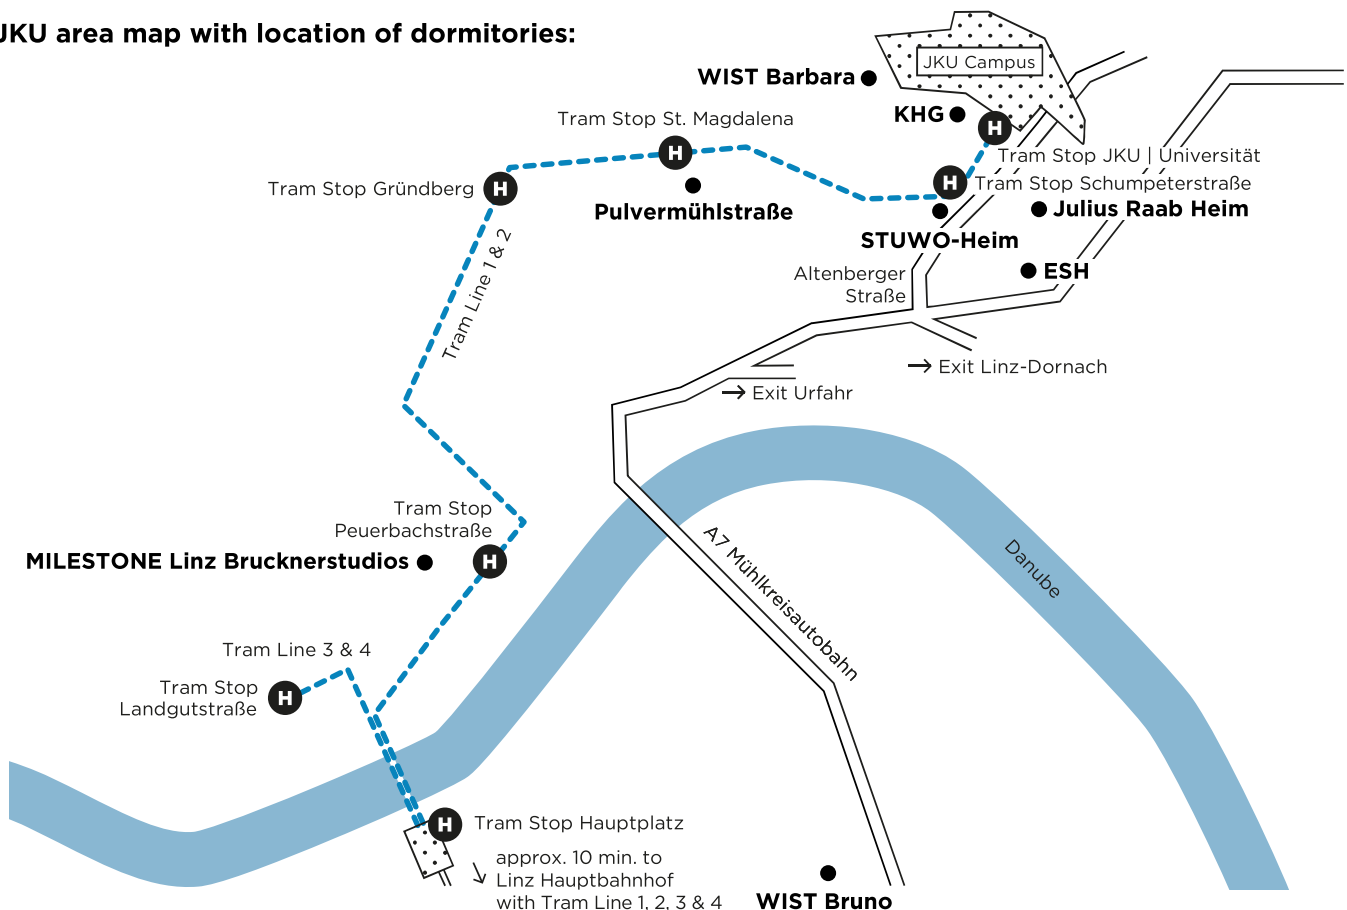 JKU area map with location of dormitories:
JKU Campus
WIST Barbara
KHG
H
Tram Stop St. Magdalena
H
Tram Stop JKU | Universität
H
Tram Stop Schumpeterstraße
Tram Stop Gründberg
H
Pulvermühlstraße
Julius Raab Heim
STUWO-Heim
Tram Line 1 & 2
Altenberger
Straße
ESH
→ Exit Linz-Dornach
→ Exit Urfahr
Tram Stop
Peuerbachstraße
H
MILESTONE Linz Brucknerstudios
A7 Mühlkreisautobahn
Danube
Tram Line 3 & 4
Tram Stop
Landgutstraße
H
H
Tram Stop Hauptplatz
approx. 10 min. to
Linz Hauptbahnhof
with Tram Line 1, 2, 3 & 4
WIST Bruno